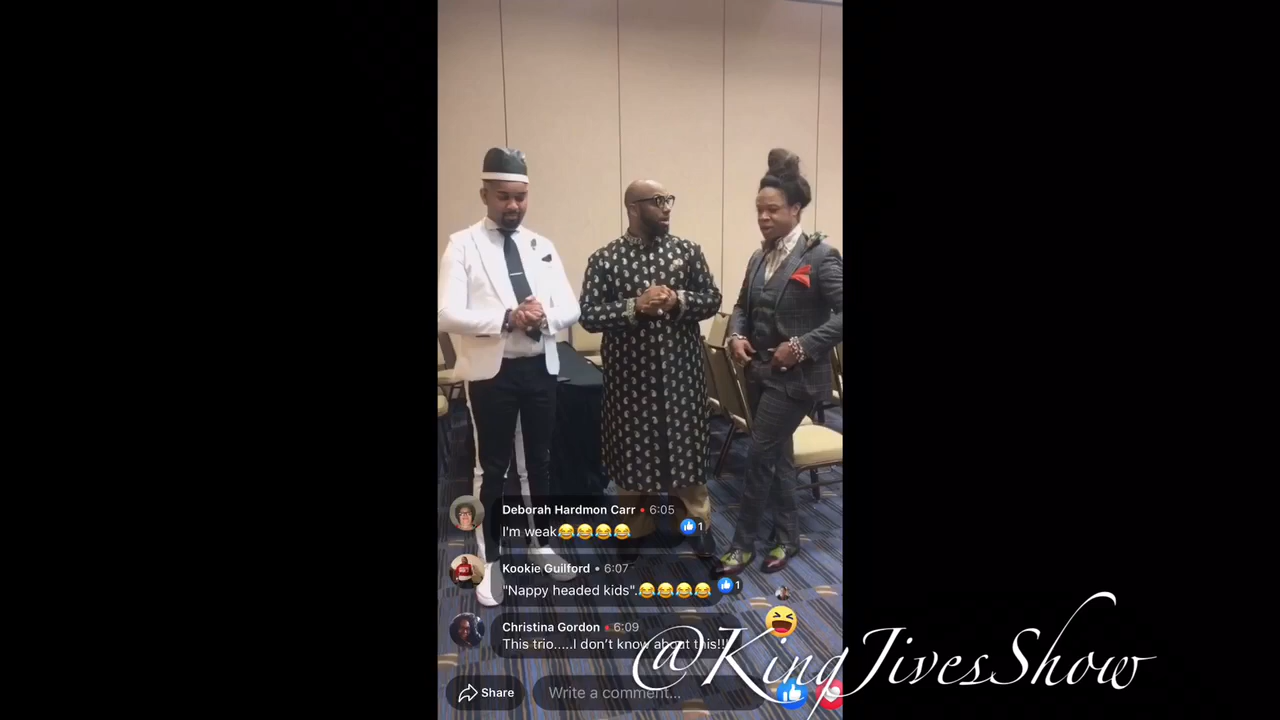 Deborah Hardmon Carr • 6:05
I'm weak😂😂😂😂
1
Kookie Guilford • 6:07
"Nappy headed kids".😂😂😂😂
1
Christina Gordon • 6:09
This trio.....I don't know about this!!
@KingJivesShow
Share
Write a comment...